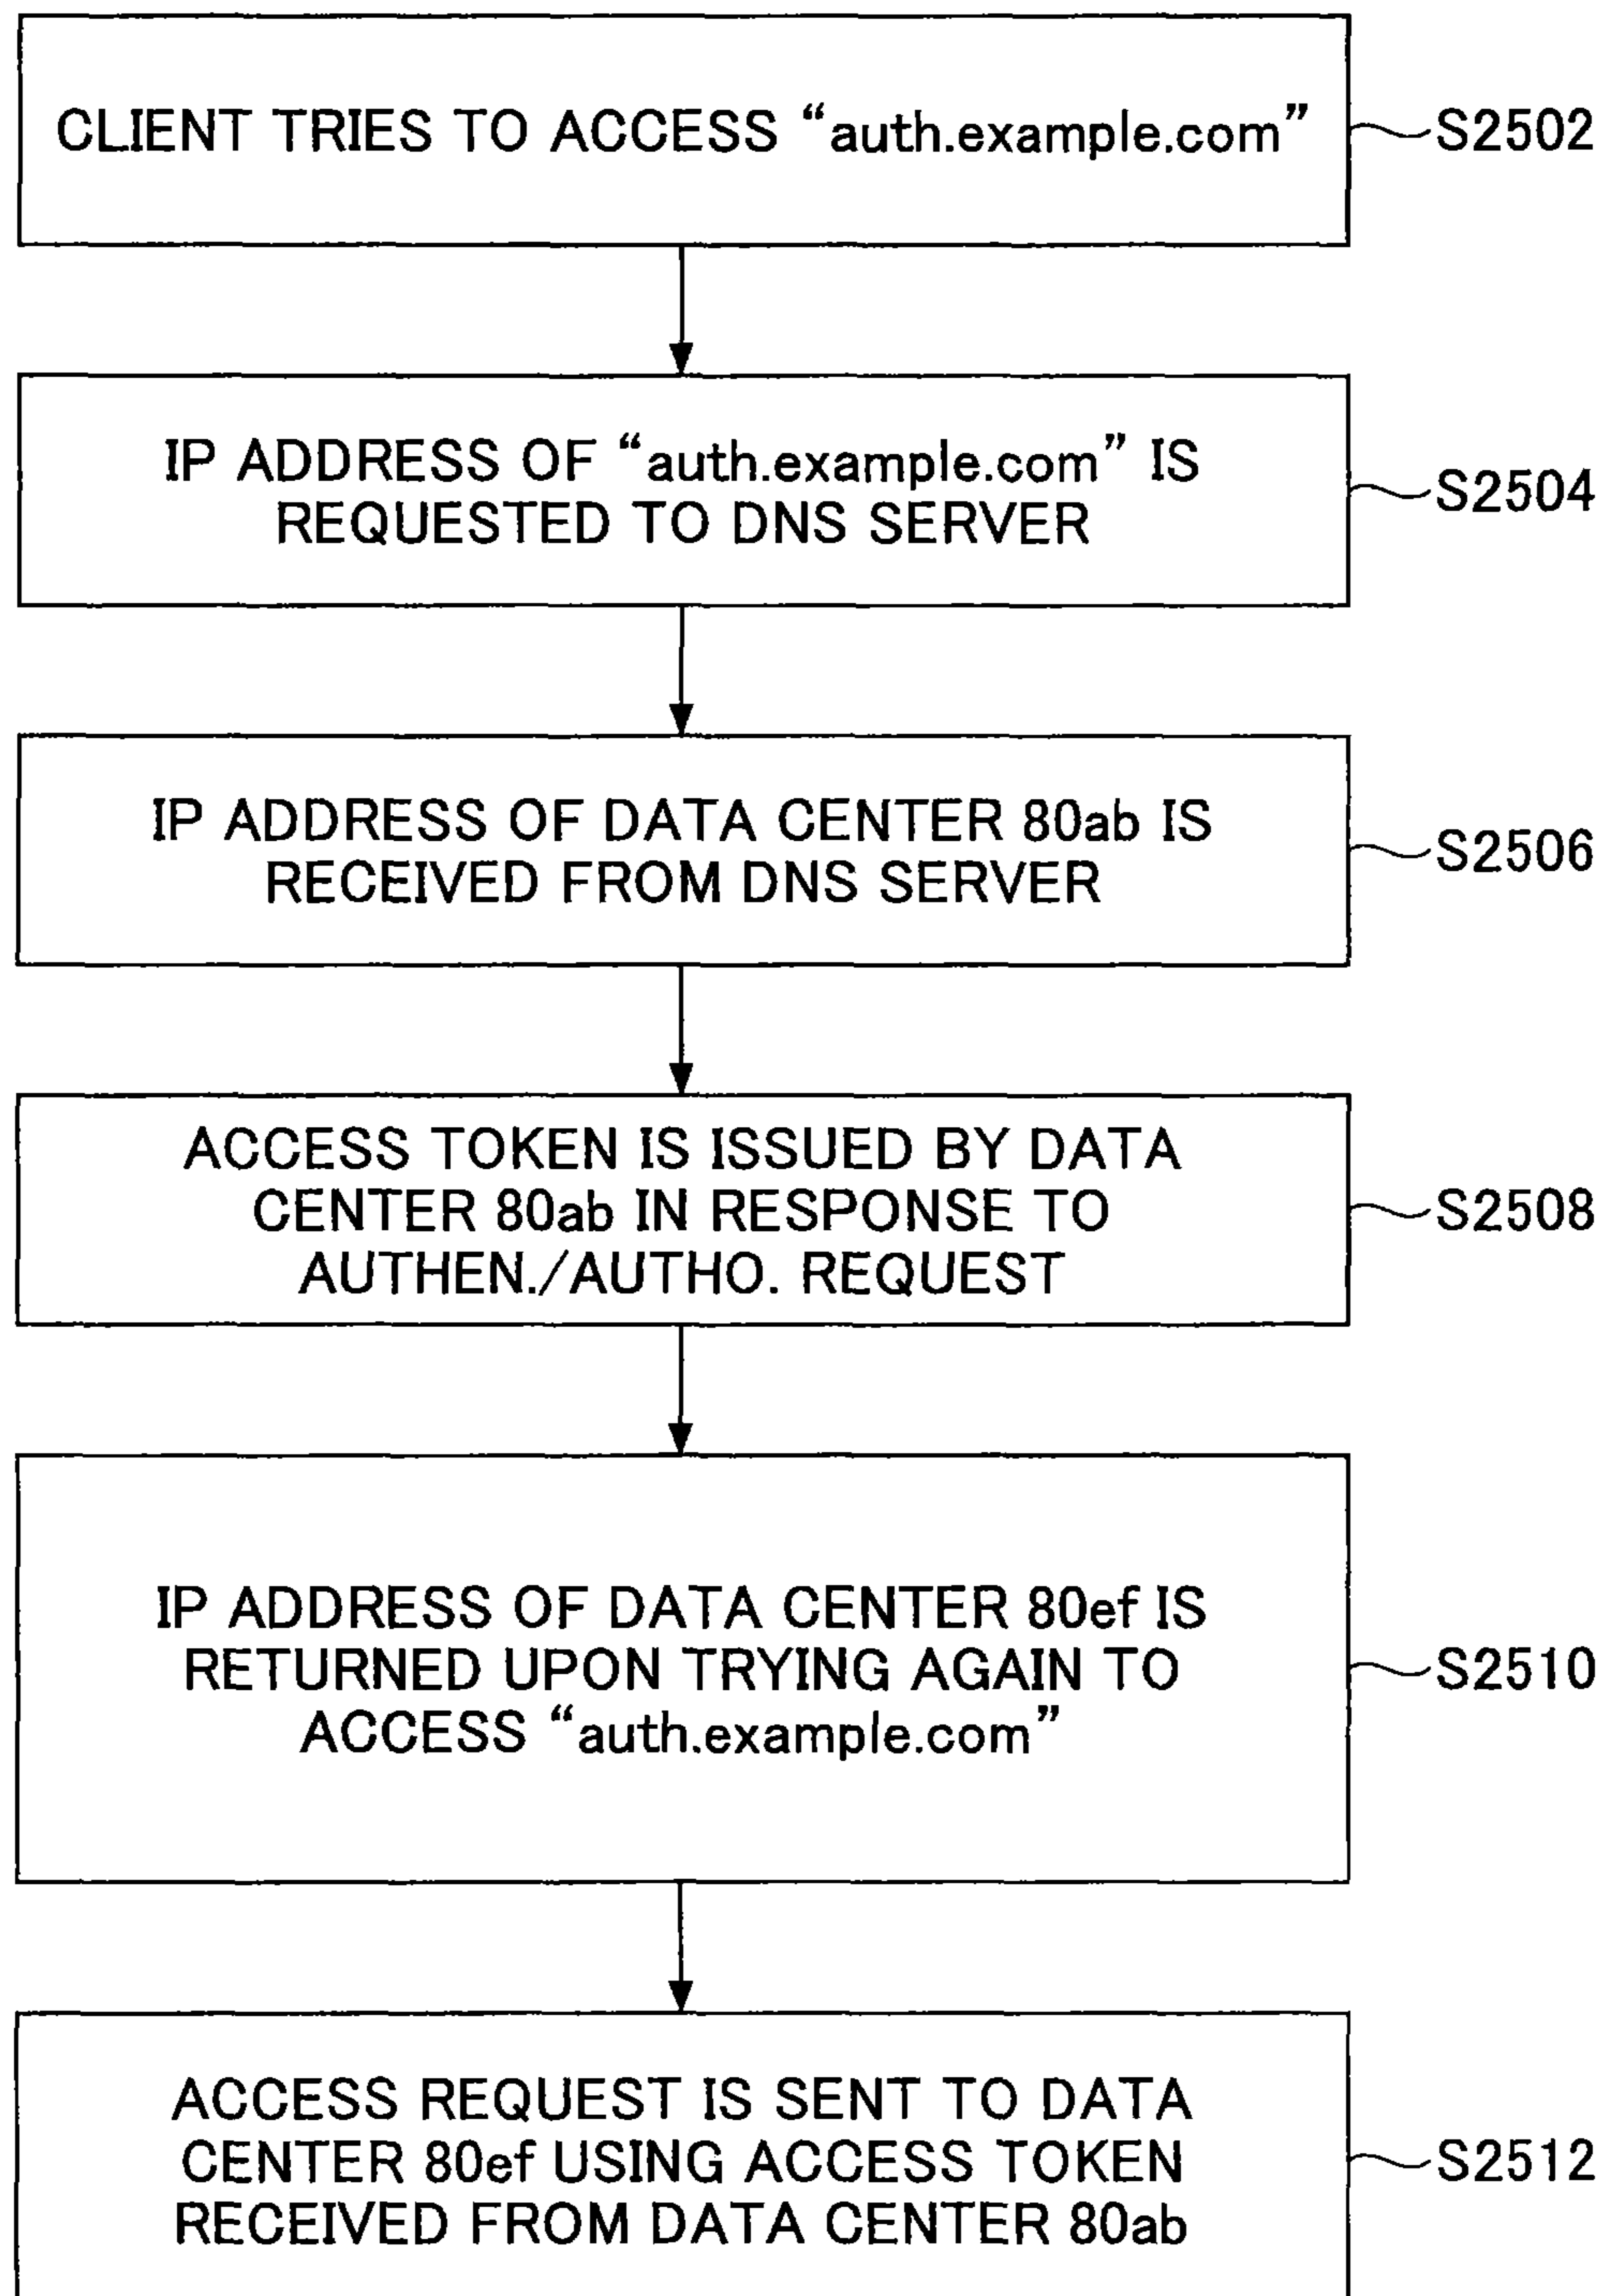 CLIENT TRIES TO ACCESS “auth.example.com”
S2502
IP ADDRESS OF “auth.example.com” IS
REQUESTED TO DNS SERVER
S2504
IP ADDRESS OF DATA CENTER 80ab IS
RECEIVED FROM DNS SERVER
S2506
ACCESS TOKEN IS ISSUED BY DATA
CENTER 80ab IN RESPONSE TO
AUTHEN./AUTHO. REQUEST
S2508
IP ADDRESS OF DATA CENTER 80ef IS
RETURNED UPON TRYING AGAIN TO
ACCESS “auth.example.com”
S2510
ACCESS REQUEST IS SENT TO DATA
CENTER 80ef USING ACCESS TOKEN
RECEIVED FROM DATA CENTER 80ab
S2512